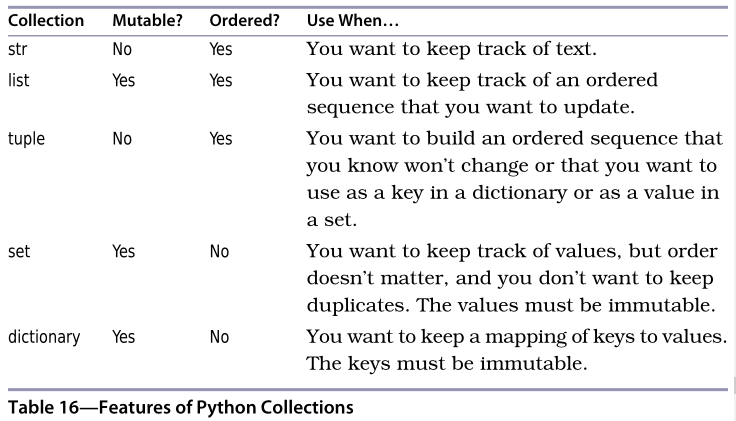 Collection Mutable? Ordered? Use When…
str No Yes You want to keep track of text.
list Yes Yes You want to keep track of an ordered
sequence that you want to update.
tuple No Yes You want to build an ordered sequence that
you know won’t change or that you want to
use as a key in a dictionary or as a value in
a set.
set Yes No You want to keep track of values, but order
doesn’t matter, and you don’t want to keep
duplicates. The values must be immutable.
dictionary Yes No You want to keep a mapping of keys to values.
The keys must be immutable.
Table 16—Features of Python Collections